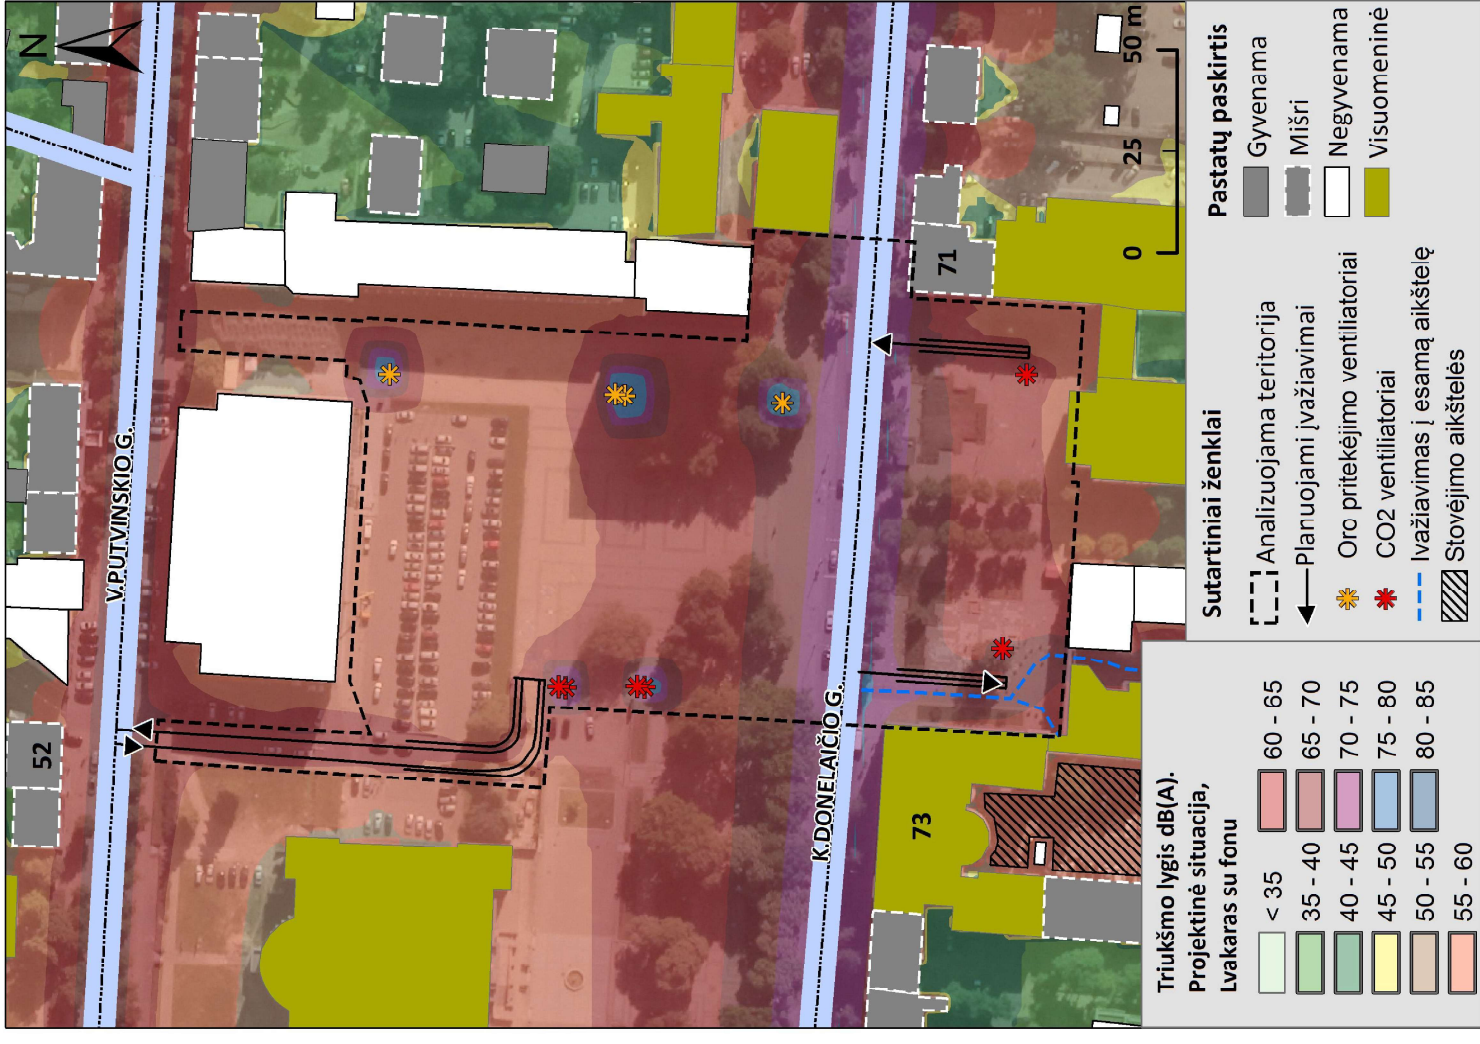 N
V.PUTVINSKIO G.
52
K.DONELAIČIO G.
71
73
0 25 50 m
Triukšmo lygis dB(A).
Projektinė situacija,
Lvakaras su fonu
< 35
35 - 40
40 - 45
45 - 50
50 - 55
55 - 60
60 - 65
65 - 70
70 - 75
75 - 80
80 - 85
Sutartiniai ženklai
Analizuojama teritorija
Planuojami įvažiavimai
Oro pritekėjimo ventiliatoriai
CO2 ventiliatoriai
Įvažiavimas į esamą aikštelę
Stovėjimo aikštelės
Pastatų paskirtis
Gyvenama
Mišri
Negyvenama
Visuomeninė